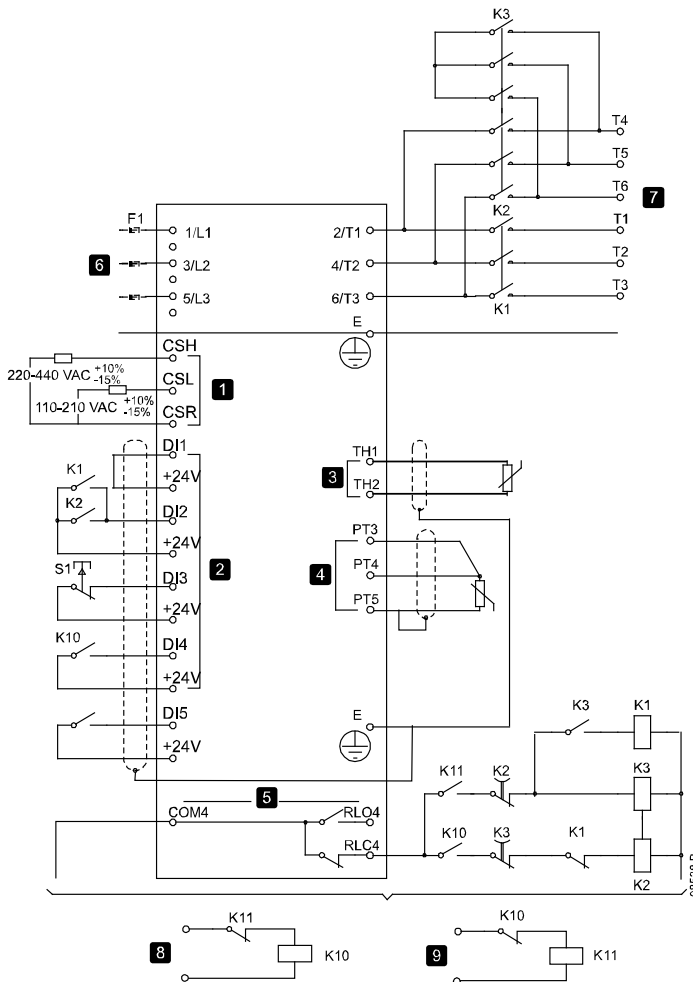 K3
T4
T5
T6
7
F1
1/L1
2/T1
K2
T1
6
3/L2
4/T2
T2
5/L3
6/T3
K1
T3
E
CSH
220-440 VAC +10% -15%
CSL
1
110-210 VAC +10% -15%
CSR
DI1
TH1
K1
+24V
3
TH2
K2
DI2
+24V
2
PT3
S1
DI3
4
PT4
+24V
PT5
K10
DI4
+24V
DI5
E
K3
K1
+24V
K11
K2
K3
5
COM4
RLO4
K10
K3
K1
RLC4
K2
K11
K10
8
K10
9
K11